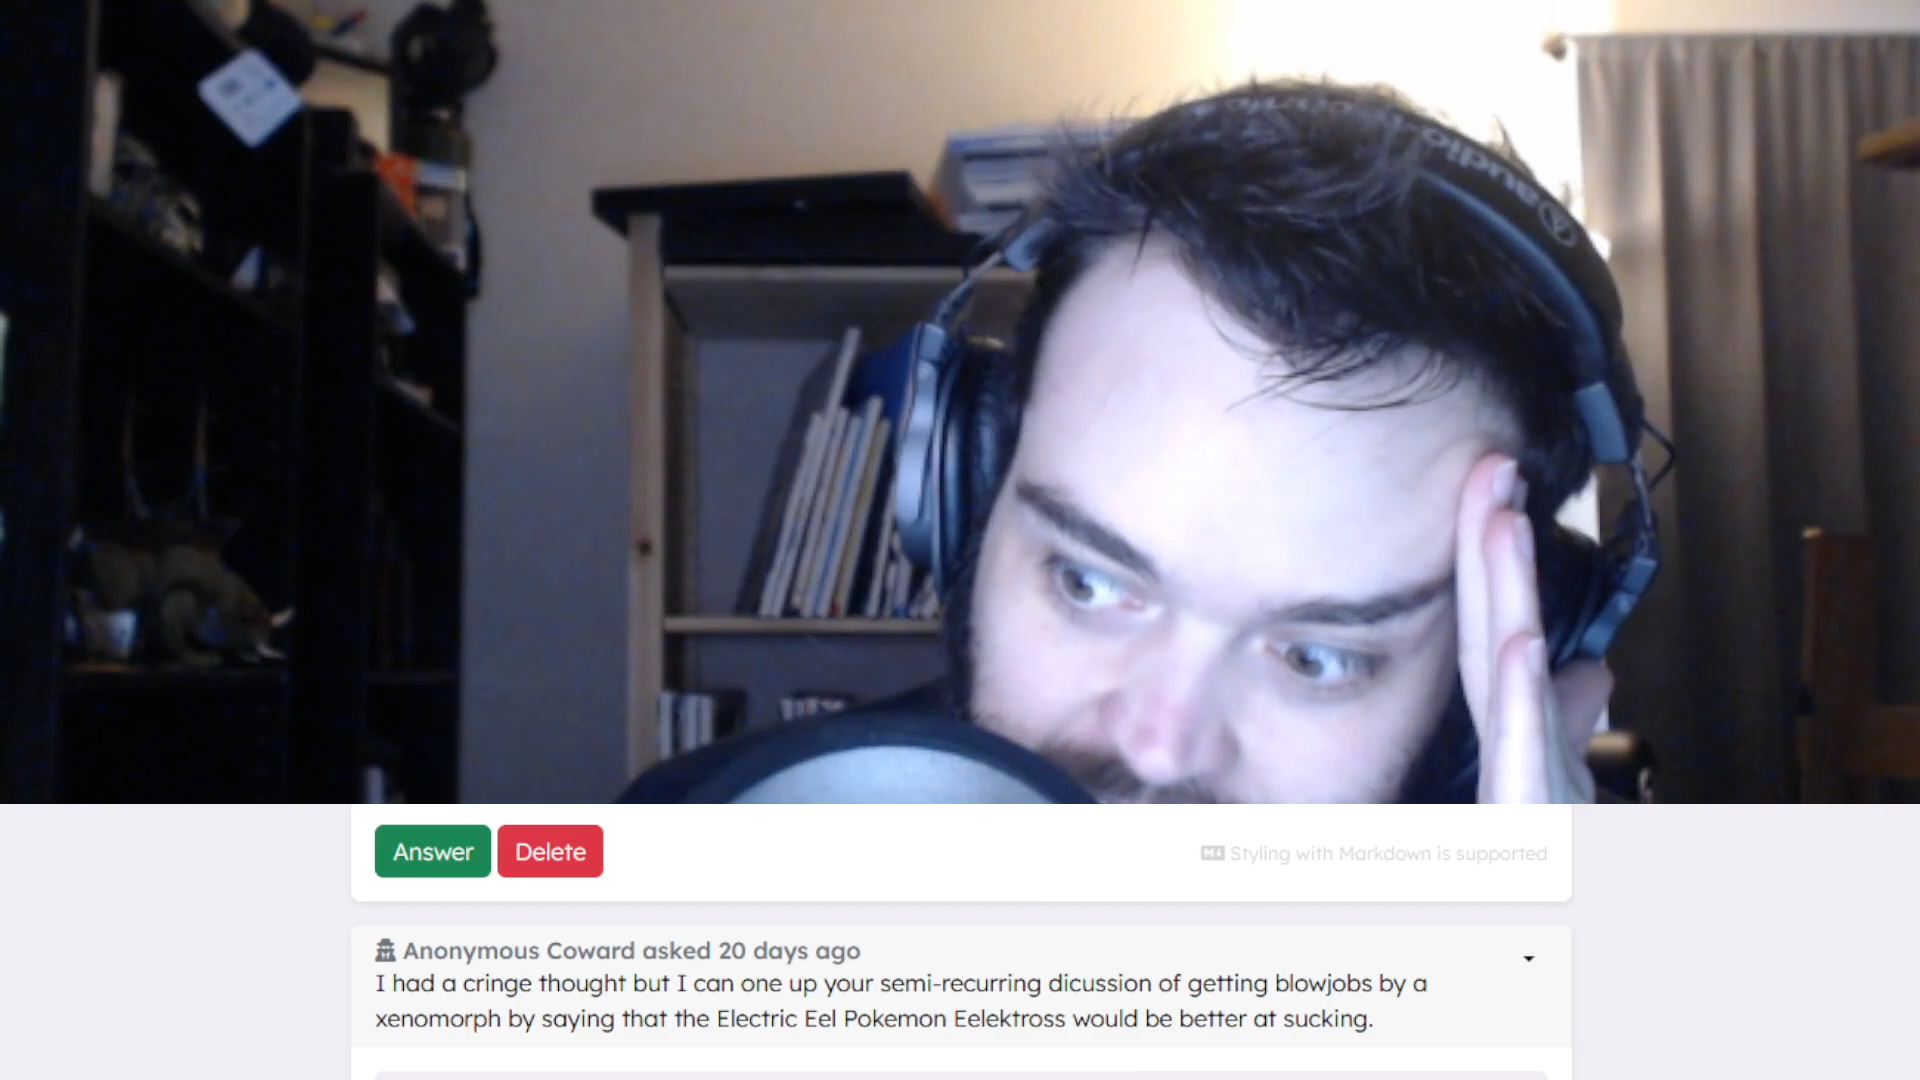 audio-technica
Answer
Delete
Styling with Markdown is supported
Anonymous Coward asked 20 days ago
I had a cringe thought but I can one up your semi-recurring dicussion of getting blowjobs by a
xenomorph by saying that the Electric Eel Pokemon Eelektross would be better at sucking.